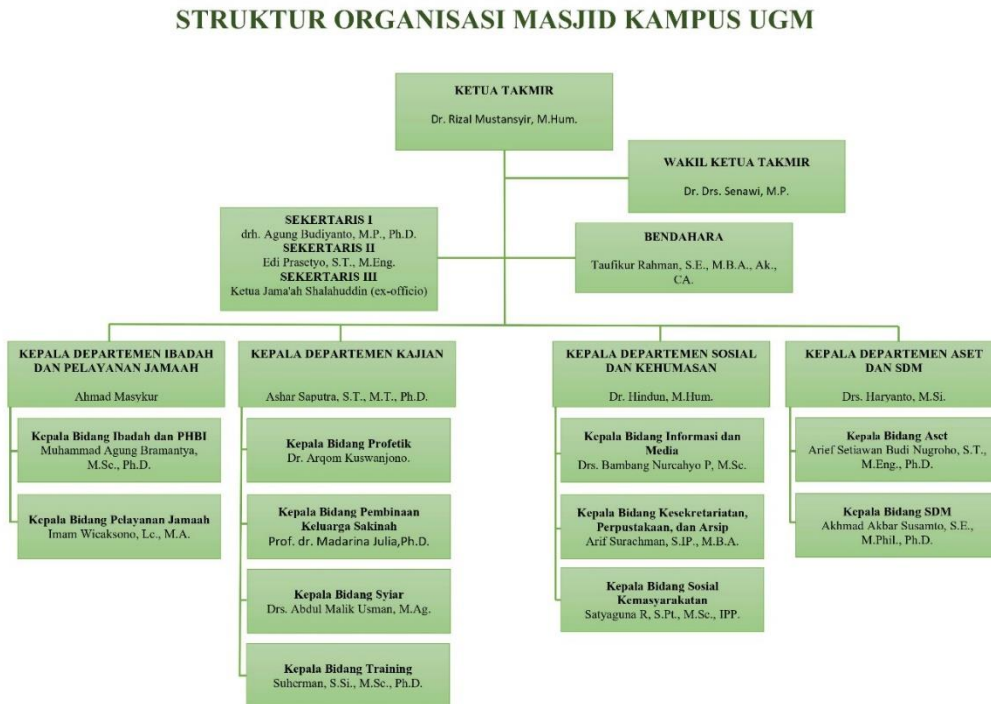 STRUKTUR ORGANISASI MASJID KAMPUS UGM
KETUA TAKMIR
Dr. Rizal Mustansyir, M.Hum.
WAKIL KETUA TAKMIR
Dr. Drs. Senawi, M.P.
SEKERTARIS I
drh. Agung Budiyanto, M.P., Ph.D.
SEKERTARIS II
Edi Prasetyo, S.T., M.Eng.
SEKERTARIS III
Ketua Jama'ah Shalahuddin (ex-officio)
BENDAHARA
Taufikur Rahman, S.E., M.B.A., Ak.,
CA.
KEPALA DEPARTEMEN IBADAH
DAN PELAYANAN JAMAAH
Ahmad Masykur
Kepala Bidang Ibadah dan PHBI
Muhammad Agung Bramantya,
M.Sc., Ph.D.
Kepala Bidang Pelayanan Jamaah
Imam Wicaksono, Lc., M.A.
KEPALA DEPARTEMEN KAJIAN
Ashar Saputra, S.T., M.T., Ph.D.
Kepala Bidang Profetik
Dr. Arqom Kuswanjono.
Kepala Bidang Pembinaan
Keluarga Sakinah
Prof. dr. Madarina Julia,Ph.D.
Kepala Bidang Syiar
Drs. Abdul Malik Usman, M.Ag.
Kepala Bidang Training
Suherman, S.Si., M.Sc., Ph.D.
KEPALA DEPARTEMEN SOSIAL
DAN KEHUMASAN
Dr. Hindun, M.Hum.
Kepala Bidang Informasi dan
Media
Drs. Bambang Nurcahyo P, M.Sc.
Kepala Bidang Kesekretariatan,
Perpustakaan, dan Arsip
Arif Surachman, S.IP., M.B.A.
Kepala Bidang Sosial
Kemasyarakatan
Satyaguna R, S.Pt., M.Sc., IPP.
KEPALA DEPARTEMEN ASET
DAN SDM
Drs. Haryanto, M.Si.
Kepala Bidang Aset
Arief Setiawan Budi Nugroho, S.T.,
M.Eng., Ph.D.
Kepala Bidang SDM
Akhmad Akbar Susamto, S.E.,
M.Phil., Ph.D.